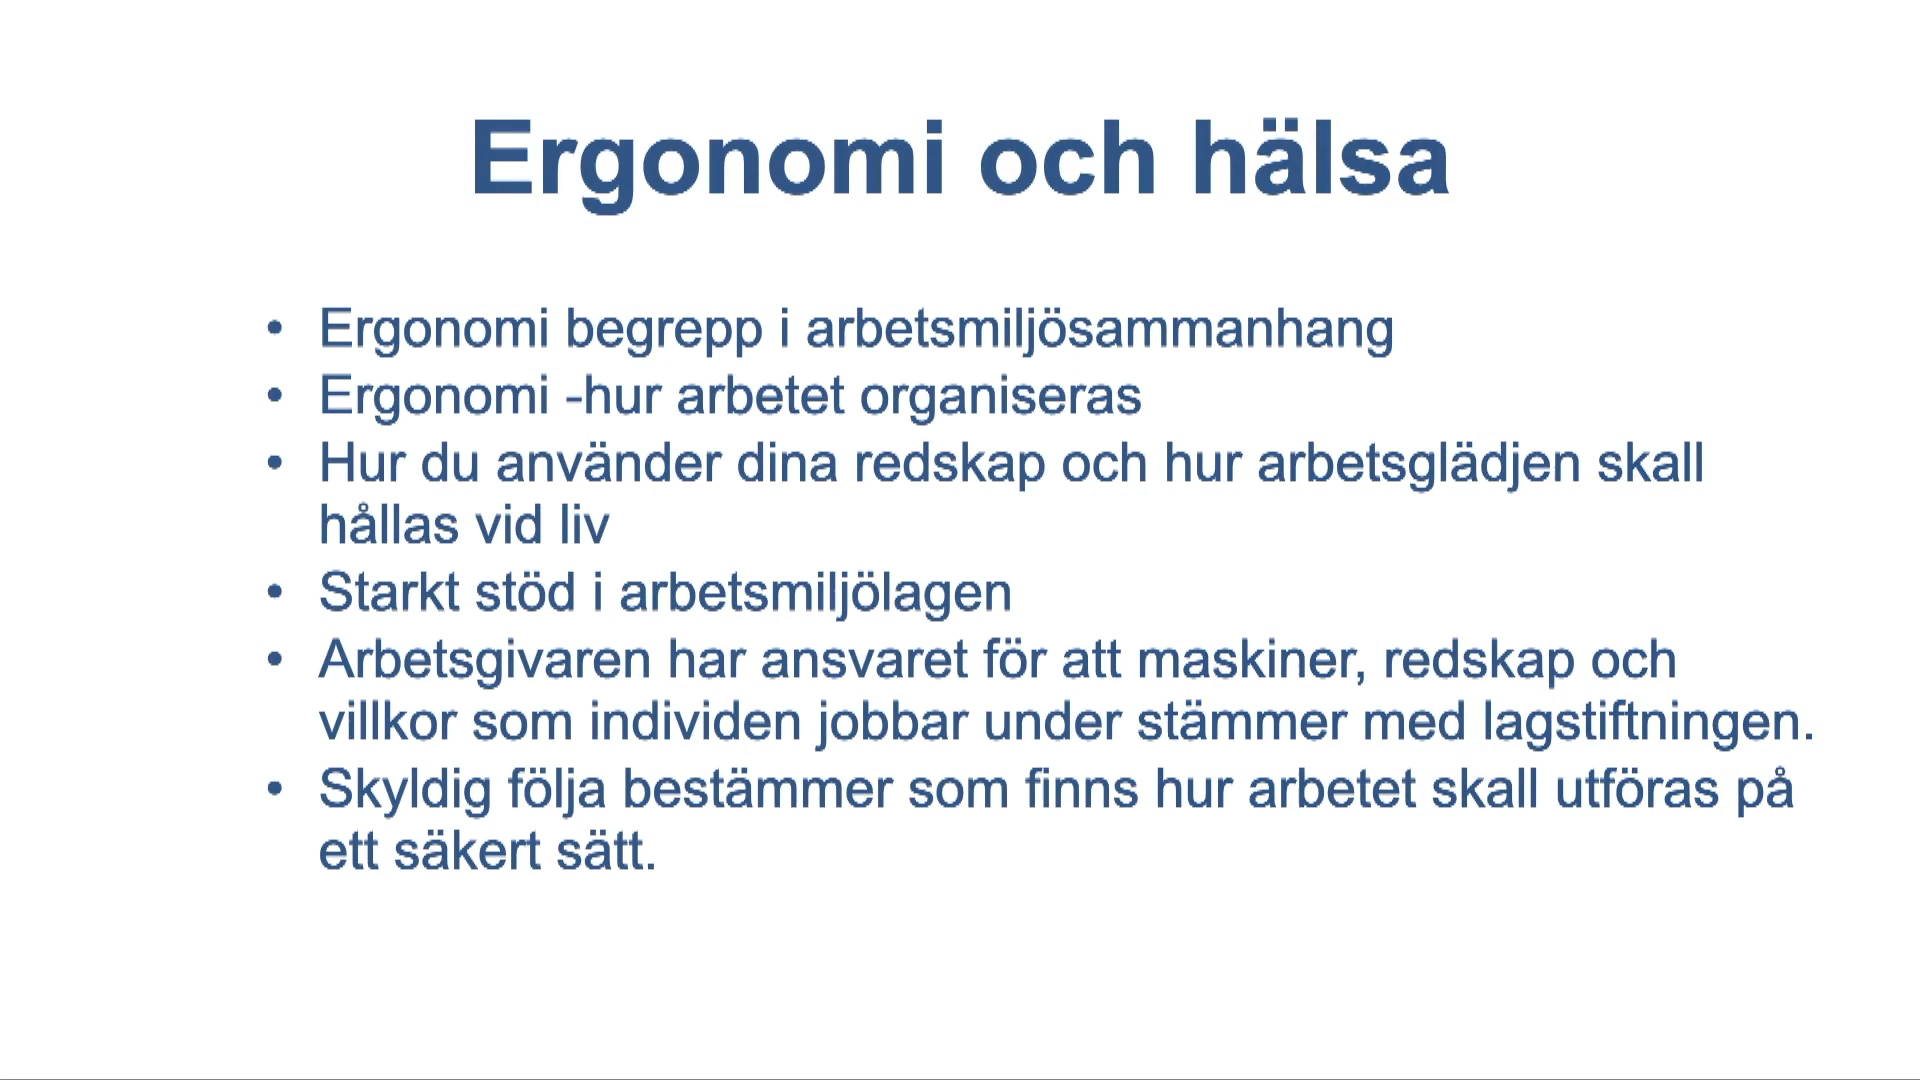 Ergonomi och hälsa
• Ergonomi begrepp i arbetsmiljösammanhang
• Ergonomi -hur arbetet organiseras
• Hur du använder dina redskap och hur arbetsglädjen skall
hållas vid liv
• Starkt stöd i arbetsmiljölagen
• Arbetsgivaren har ansvaret för att maskiner, redskap och
villkor som individen jobbar under stämmer med lagstiftningen.
• Skyldig följa bestämmer som finns hur arbetet skall utföras på
ett säkert sätt.